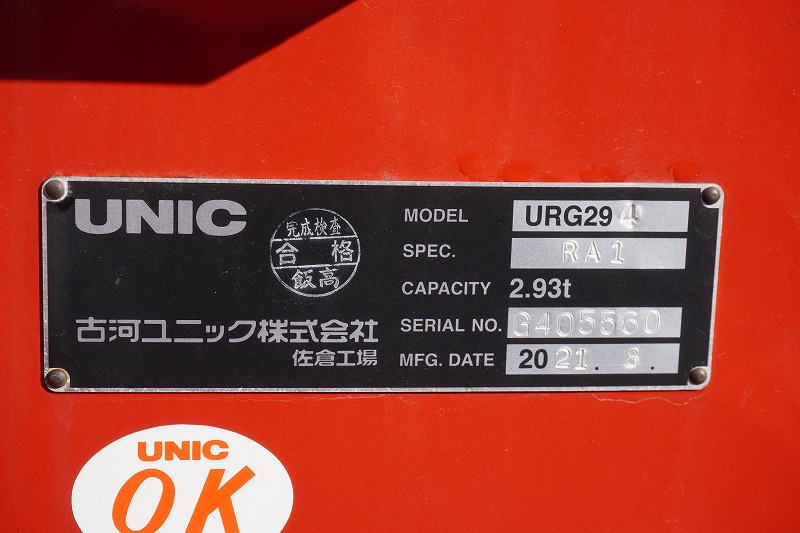 UNIC
完成検査
合格
飯高
古河ユニック株式会社
佐倉工場
MODEL URG294
SPEC. RA1
CAPACITY 2.93t
SERIAL NO. G405560
MFG. DATE 2021. 8.
UNIC
OK